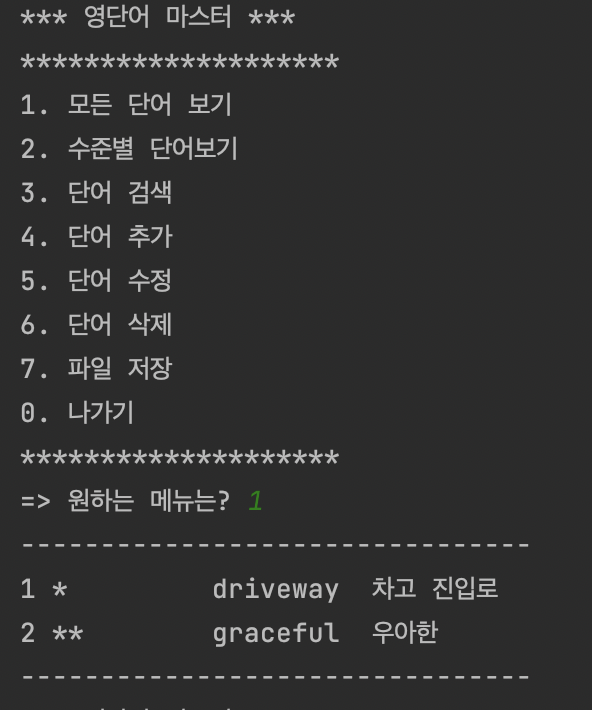 *** 영단어 마스터 ***
********************
1. 모든 단어 보기
2. 수준별 단어보기
3. 단어 검색
4. 단어 추가
5. 단어 수정
6. 단어 삭제
7. 파일 저장
0. 나가기
********************
=> 원하는 메뉴는? 1
--------------------------------
1 *         driveway  차고 진입로
2 **        graceful  우아한
--------------------------------